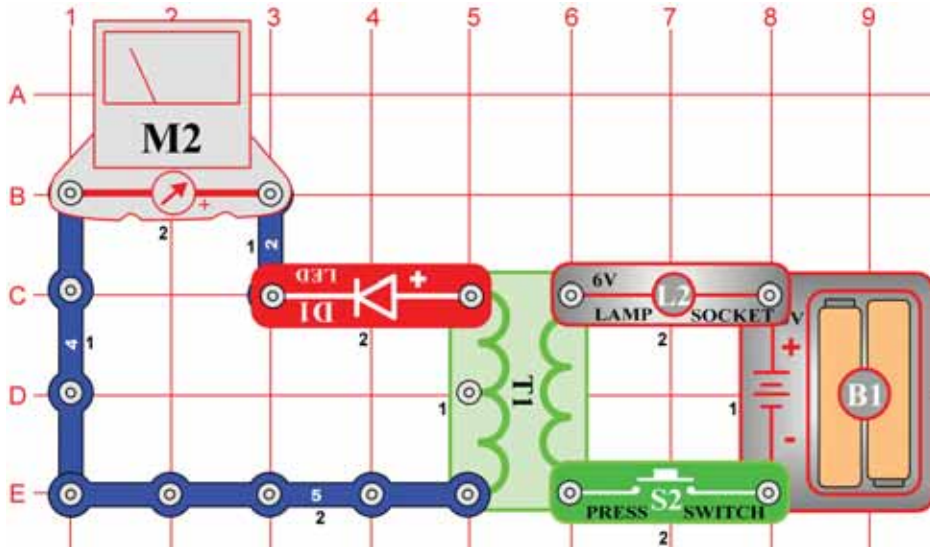 1 2 3 4 5 6 7 8 9
A
M2
B
+
2
1
2
C
LED
D1
+
2
6V
L2
LAMP SOCKET
2
V
+
4
1
D
1
T1
1
B1
-
E
5
2
S2
PRESS SWITCH
2